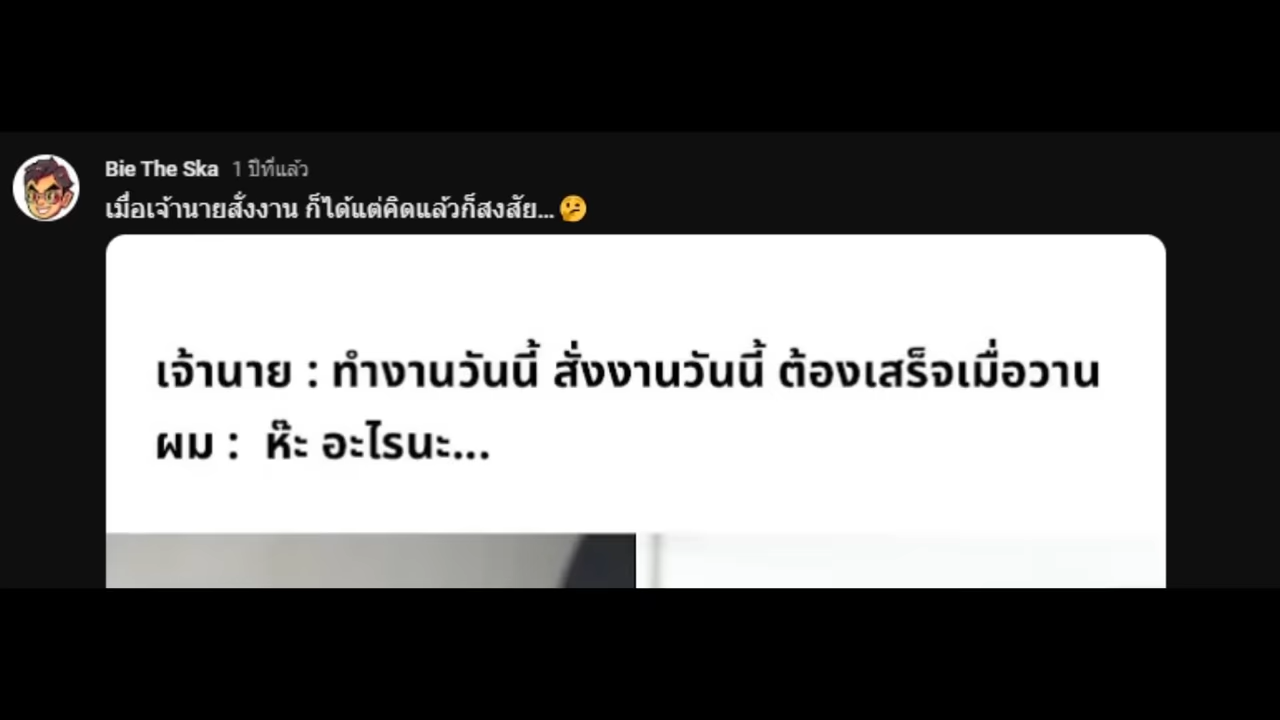 Bie The Ska 1 ปีที่แล้ว
เมื่อเจ้านายสั่งงาน ก็ได้แต่คิดแล้วก็สงสัย...🤔
เจ้านาย : ทำงานวันนี้ สั่งงานวันนี้ ต้องเสร็จเมื่อวาน
ผม : ห๊ะ อะไรนะ...